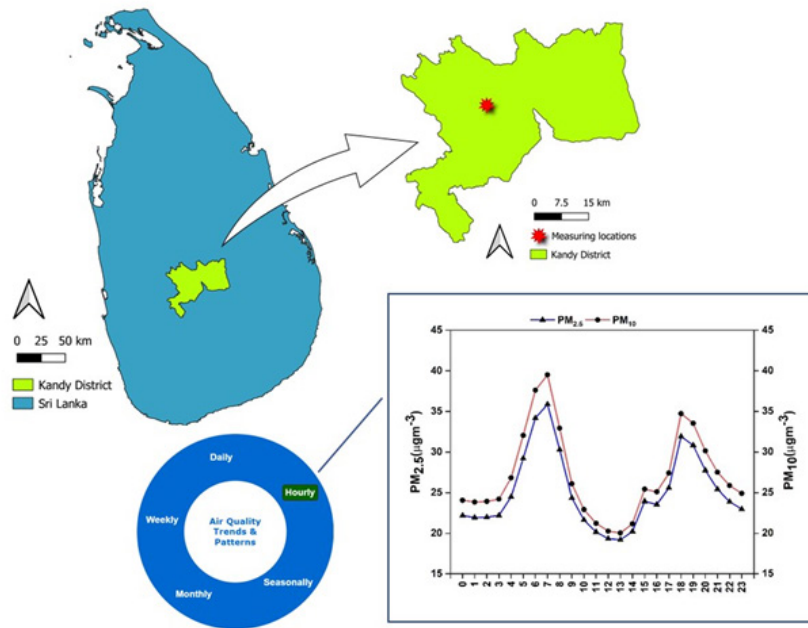 0 7.5 15 km
Measuring locations
Kandy District
0 25 50 km
Kandy District
Sri Lanka
Daily
Hourly
Weekly
Air Quality
Trends &
Patterns
Monthly
Seasonally
PM2.5 PM10
45
40
35
30
25
20
15
PM2.5(µgm-3)
45
40
35
30
25
20
15
PM10(µgm-3)
0 1 2 3 4 5 6 7 8 9 10 11 12 13 14 15 16 17 18 19 20 21 22 23